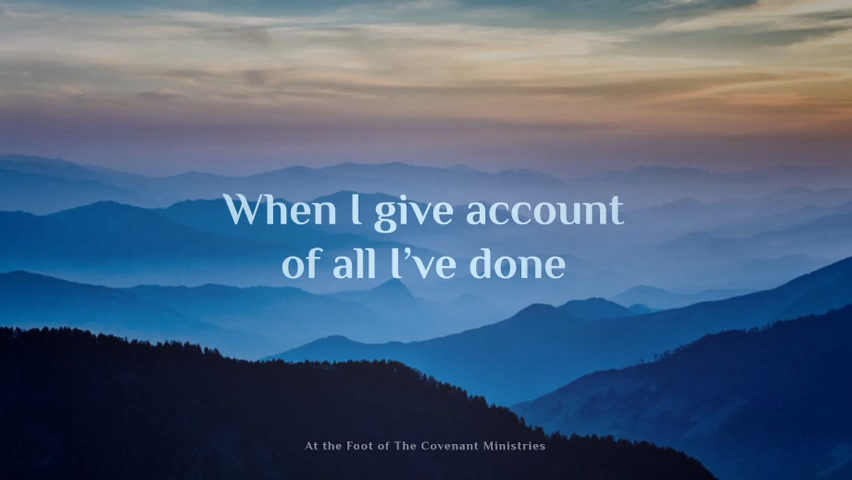 When I give account
of all I've done
At the Foot of The Covenant Ministries